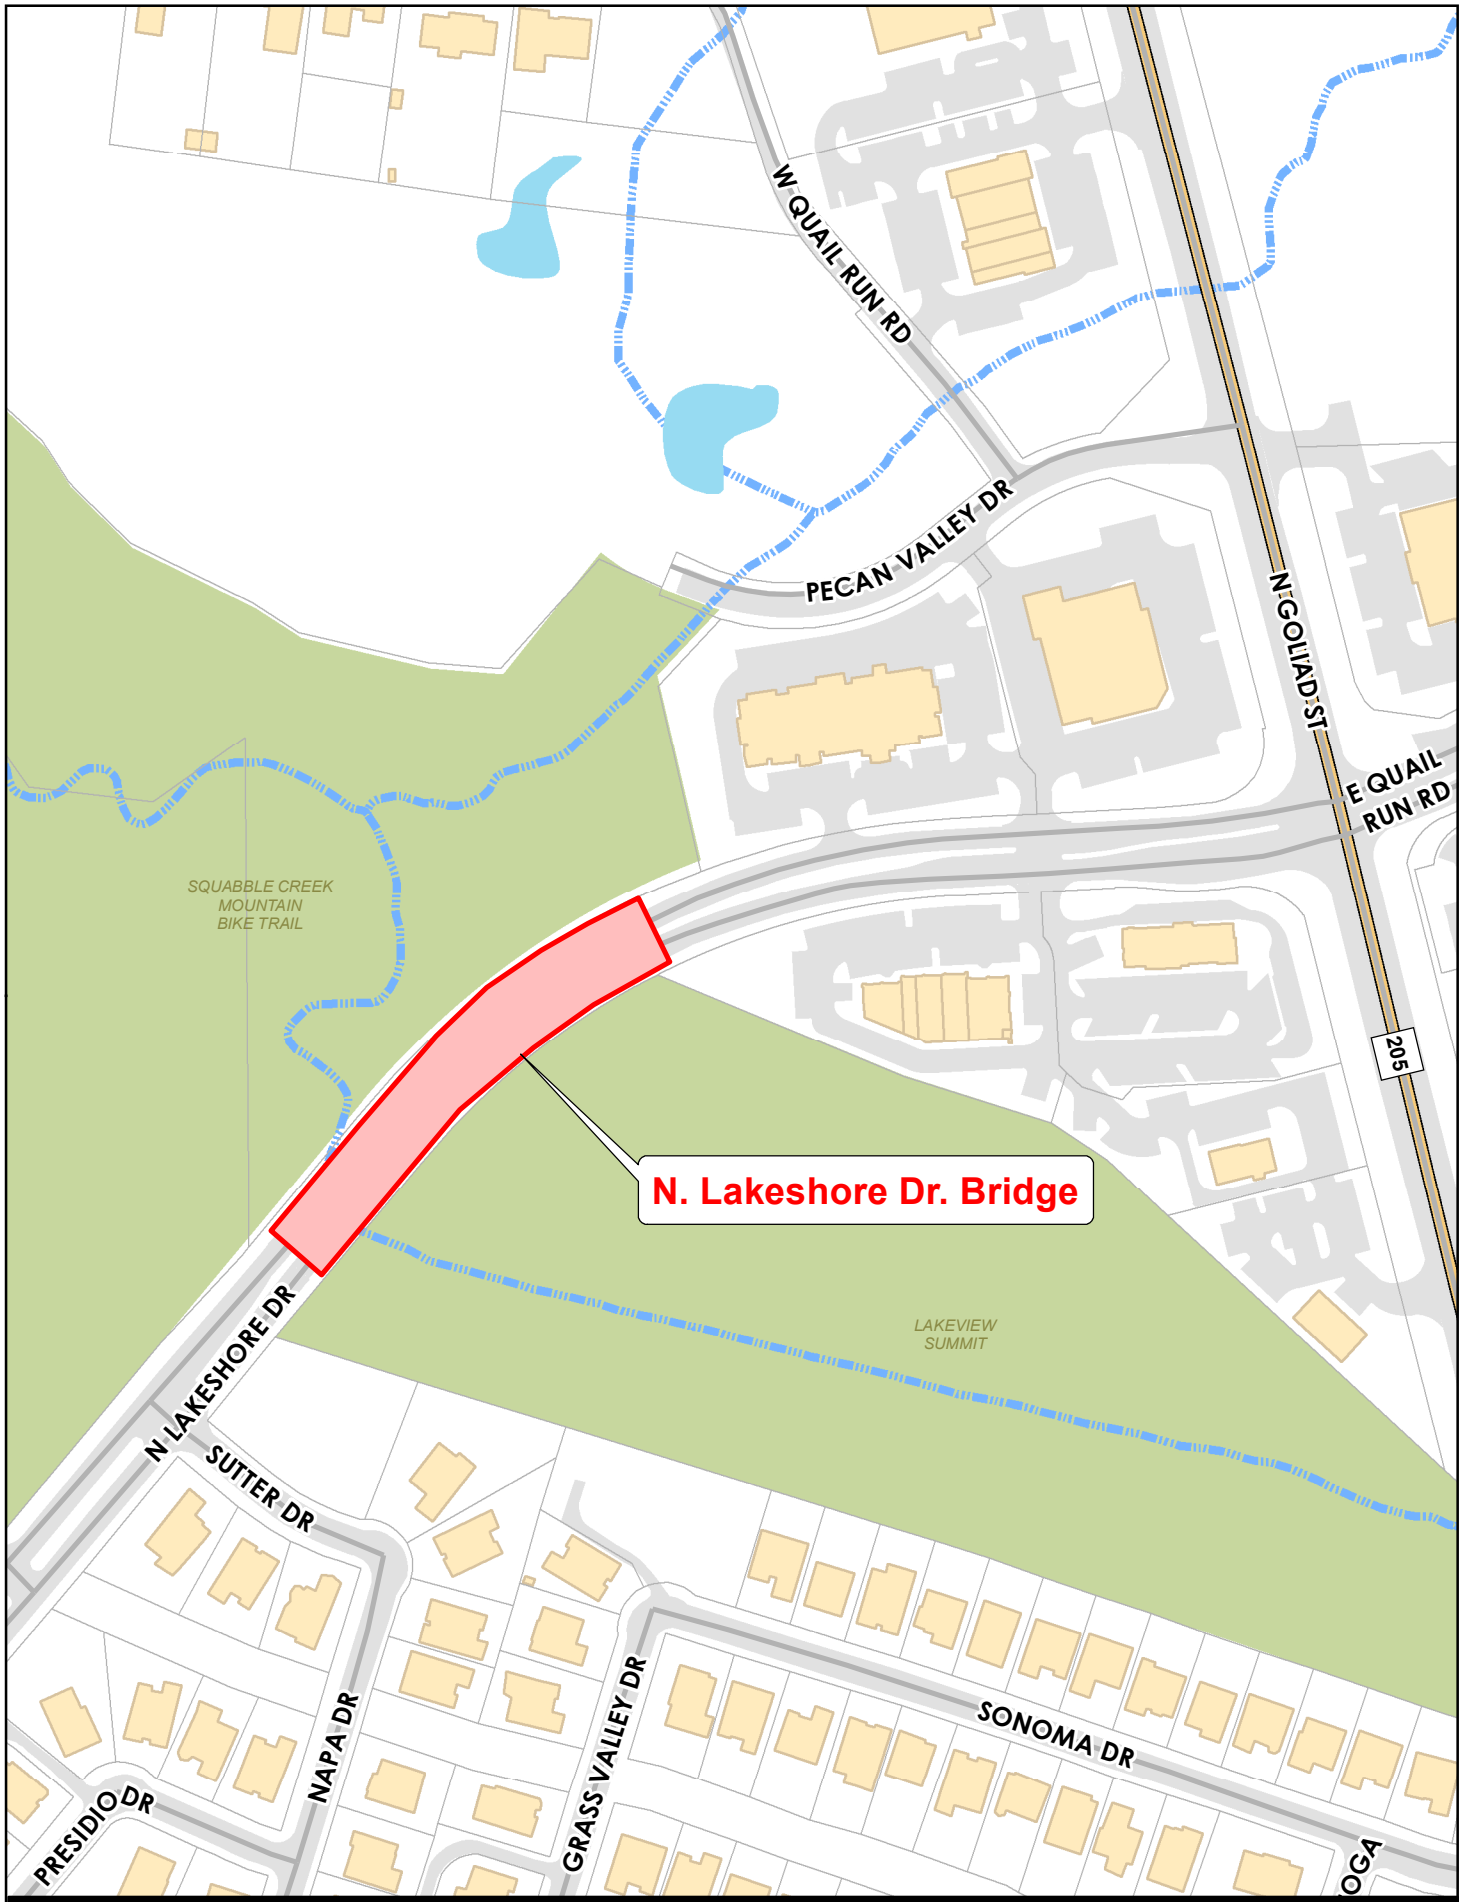 W QUAIL RUN RD
PECAN VALLEY DR
N GOLIAD ST
E QUAIL
RUN RD
SQUABBLE CREEK
MOUNTAIN
BIKE TRAIL
205
N. Lakeshore Dr. Bridge
LAKEVIEW
SUMMIT
N LAKESHORE DR
SUTTER DR
NAPA DR
GRASS VALLEY DR
SONOMA DR
PRESIDIO DR
OGA